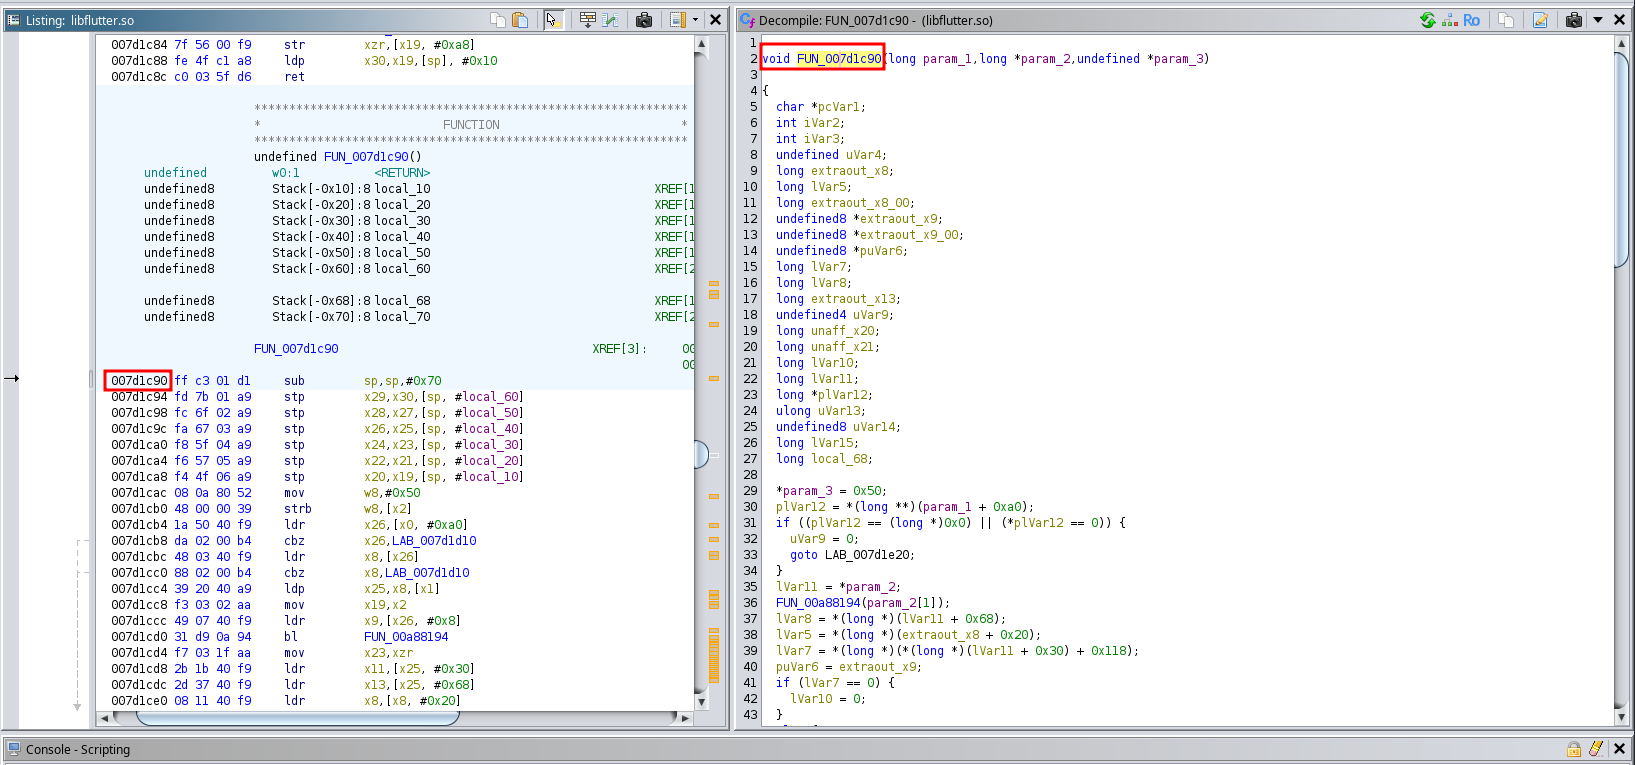 Listing: libflutter.so
007d1c84 7f 56 00 f9 str xzr,[x19, #0xa8]
007d1c88 fe 4f c1 a8 ldp x30,x19,[sp], #0x10
007d1c8c c0 03 5f d6 ret
**************************************************************
* FUNCTION *
**************************************************************
undefined FUN_007d1c90()
undefined w0:1 <RETURN>
undefined8 Stack[-0x10]:8 local_10 XREF[1
undefined8 Stack[-0x20]:8 local_20 XREF[1
undefined8 Stack[-0x30]:8 local_30 XREF[1
undefined8 Stack[-0x40]:8 local_40 XREF[1
undefined8 Stack[-0x50]:8 local_50 XREF[1
undefined8 Stack[-0x60]:8 local_60 XREF[2
undefined8 Stack[-0x68]:8 local_68 XREF[1
undefined8 Stack[-0x70]:8 local_70 XREF[2
FUN_007d1c90 XREF[3]: 00
00
007d1c90 ff c3 01 d1 sub sp,sp,#0x70
007d1c94 fd 7b 01 a9 stp x29,x30,[sp, #local_60]
007d1c98 fc 6f 02 a9 stp x28,x27,[sp, #local_50]
007d1c9c fa 67 03 a9 stp x26,x25,[sp, #local_40]
007d1ca0 f8 5f 04 a9 stp x24,x23,[sp, #local_30]
007d1ca4 f6 57 05 a9 stp x22,x21,[sp, #local_20]
007d1ca8 f4 4f 06 a9 stp x20,x19,[sp, #local_10]
007d1cac 08 0a 80 52 mov w8,#0x50
007d1cb0 48 00 00 39 strb w8,[x2]
007d1cb4 1a 50 40 f9 ldr x26,[x0, #0xa0]
007d1cb8 da 02 00 b4 cbz x26,LAB_007d1d10
007d1cbc 48 03 40 f9 ldr x8,[x26]
007d1cc0 88 02 00 b4 cbz x8,LAB_007d1d10
007d1cc4 39 20 40 a9 ldp x25,x8,[x1]
007d1cc8 f3 03 02 aa mov x19,x2
007d1ccc 49 07 40 f9 ldr x9,[x26, #0x8]
007d1cd0 31 d9 0a 94 bl FUN_00a88194
007d1cd4 f7 03 1f aa mov x23,xzr
007d1cd8 2b 1b 40 f9 ldr x11,[x25, #0x30]
007d1cdc 2d 37 40 f9 ldr x13,[x25, #0x68]
007d1ce0 08 11 40 f9 ldr x8,[x8, #0x20]
Decompile: FUN_007d1c90 - (libflutter.so)
Ro
1
2 void FUN_007d1c90(long param_1,long *param_2,undefined *param_3)
3
4 {
5 char *pcVar1;
6 int iVar2;
7 int iVar3;
8 undefined uVar4;
9 long extraout_x8;
10 long lVar5;
11 long extraout_x8_00;
12 undefined8 *extraout_x9;
13 undefined8 *extraout_x9_00;
14 undefined8 *puVar6;
15 long lVar7;
16 long lVar8;
17 long extraout_x13;
18 undefined4 uVar9;
19 long unaff_x20;
20 long unaff_x21;
21 long lVar10;
22 long lVar11;
23 long *plVar12;
24 ulong uVar13;
25 undefined8 uVar14;
26 long lVar15;
27 long local_68;
28
29 *param_3 = 0x50;
30 plVar12 = *(long **)(param_1 + 0xa0);
31 if ((plVar12 == (long *)0x0) || (*plVar12 == 0)) {
32 uVar9 = 0;
33 goto LAB_007d1e20;
34 }
35 lVar11 = *param_2;
36 FUN_00a88194(param_2[1]);
37 lVar8 = *(long *)(lVar11 + 0x68);
38 lVar5 = *(long *)(extraout_x8 + 0x20);
39 lVar7 = *(long *)(*(long *)(lVar11 + 0x30) + 0x118);
40 puVar6 = extraout_x9;
41 if (lVar7 == 0) {
42 lVar10 = 0;
43 }
Console - Scripting